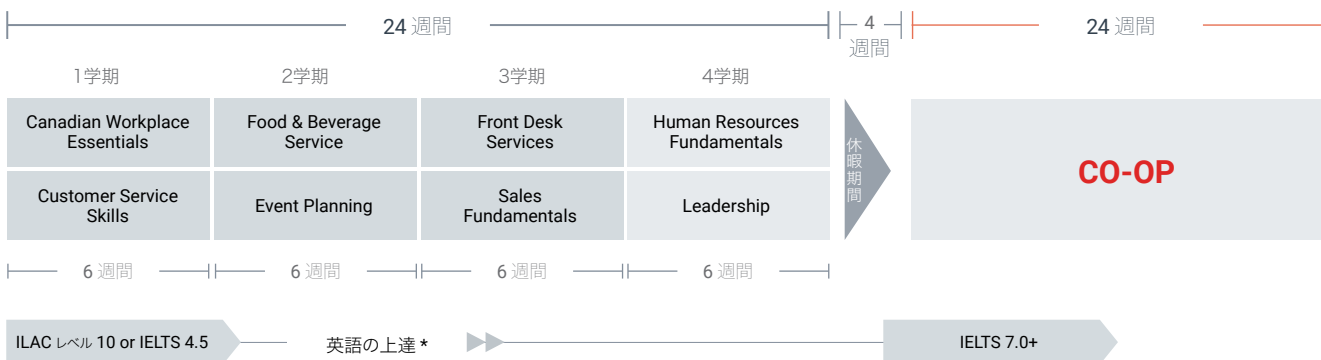 24 週間
4
週間
24 週間
1学期
2学期
3学期
4学期
Canadian Workplace
Essentials
Food & Beverage
Service
Front Desk
Services
Human Resources
Fundamentals
休暇期間
CO-OP
Customer Service
Skills
Event Planning
Sales
Fundamentals
Leadership
6 週間
6 週間
6 週間
6 週間
ILAC レベル 10 or IELTS 4.5
英語の上達 *
IELTS 7.0+